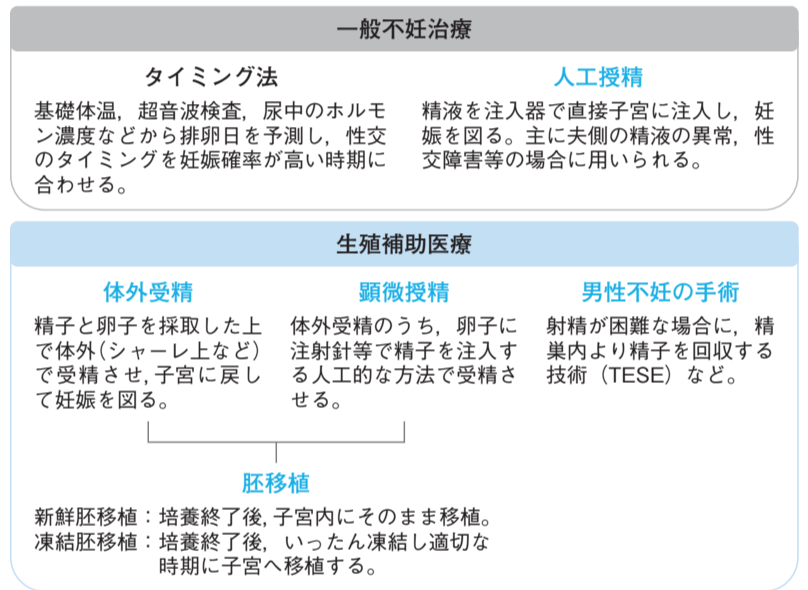 一般不妊治療
タイミング法
基礎体温，超音波検査，尿中のホルモ
ン濃度などから排卵日を予測し，性交
のタイミングを妊娠確率が高い時期に
合わせる。
人工授精
精液を注入器で直接子宮に注入し，妊
娠を図る。主に夫側の精液の異常，性
交障害等の場合に用いられる。
生殖補助医療
体外受精
精子と卵子を採取した上
で体外（シャーレ上など）
で受精させ，子宮に戻し
て妊娠を図る。
顕微授精
体外受精のうち，卵子に
注射針等で精子を注入す
る人工的な方法で受精さ
せる。
男性不妊の手術
射精が困難な場合に，精
巣内より精子を回収する
技術（TESE）など。
胚移植
新鮮胚移植：培養終了後，子宮内にそのまま移植。
凍結胚移植：培養終了後，いったん凍結し適切な
時期に子宮へ移植する。